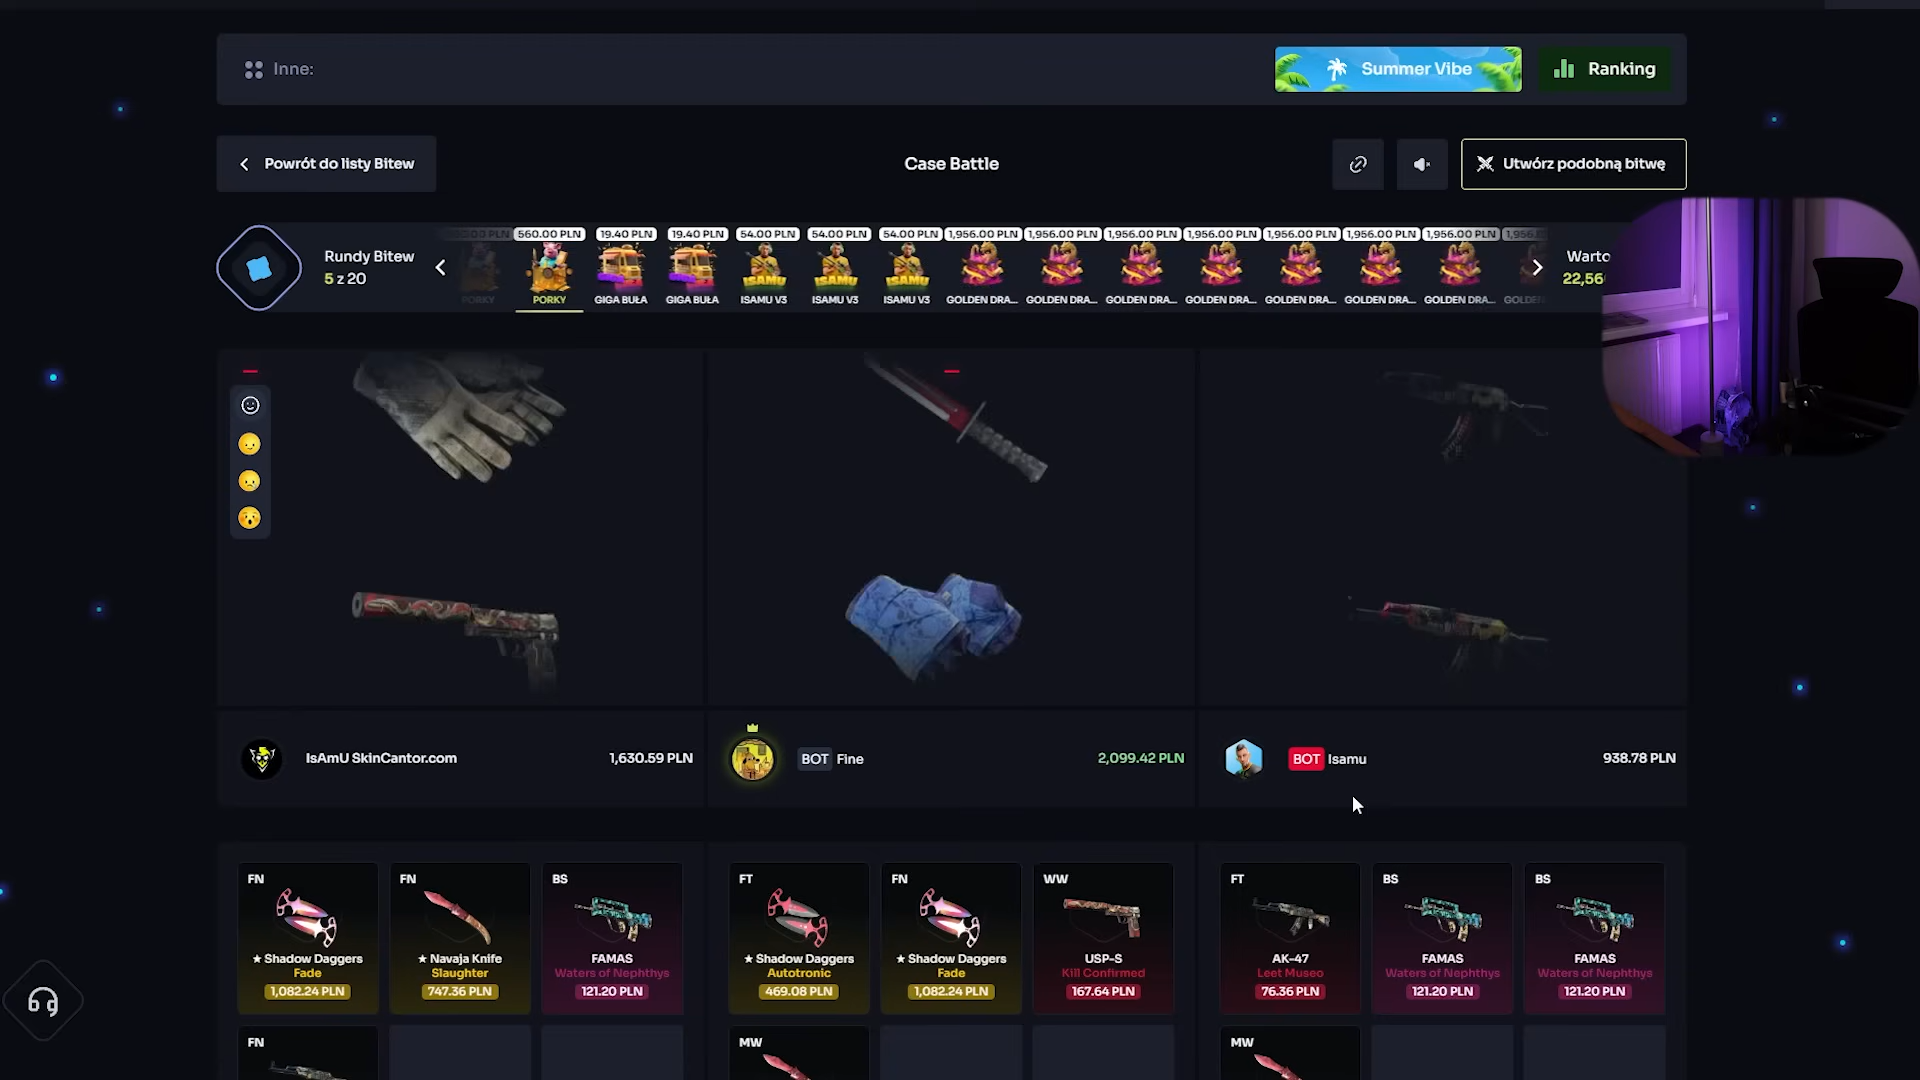 Inne:
Summer Vibe
Ranking
Powrót do listy Bitew
Case Battle
Utwórz podobną bitwę
Rundy Bitew
5 z 20
560.00 PLN
19.40 PLN
19.40 PLN
54.00 PLN
54.00 PLN
54.00 PLN
1,956.00 PLN
1,956.00 PLN
1,956.00 PLN
1,956.00 PLN
1,956.00 PLN
1,956.00 PLN
1,956.00 PLN
PORKY
PORKY
GIGA BUŁA
GIGA BUŁA
ISAMU V3
ISAMU V3
ISAMU V3
GOLDEN DRA...
GOLDEN DRA...
GOLDEN DRA...
GOLDEN DRA...
GOLDEN DRA...
GOLDEN DRA...
GOLDEN DRA...
Warto
22,56
IsAmU SkinCantor.com
1,630.59 PLN
BOT Fine
2,099.42 PLN
BOT Isamu
938.78 PLN
FN
★ Shadow Daggers
Fade
1,082.24 PLN
FN
★ Navaja Knife
Slaughter
747.36 PLN
BS
FAMAS
Waters of Nephthys
121.20 PLN
FT
★ Shadow Daggers
Autotronic
469.08 PLN
FN
★ Shadow Daggers
Fade
1,082.24 PLN
WW
USP-S
Kill Confirmed
167.64 PLN
FT
AK-47
Leet Museo
76.36 PLN
BS
FAMAS
Waters of Nephthys
121.20 PLN
BS
FAMAS
Waters of Nephthys
121.20 PLN
FN
MW
MW